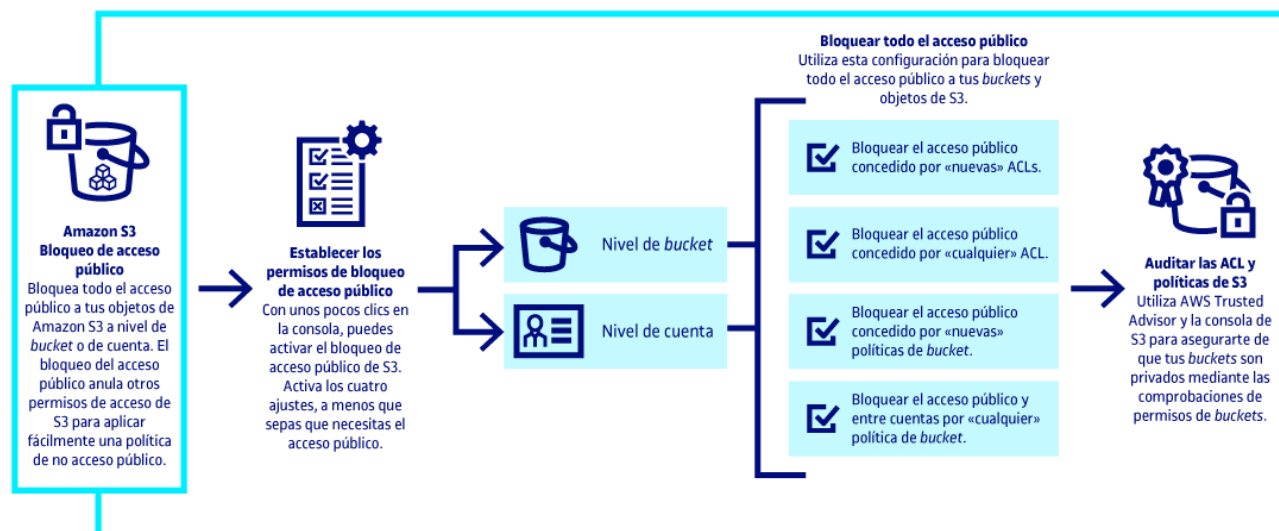 Amazon S3
Bloqueo de acceso
público
Bloquea todo el acceso
público a tus objetos de
Amazon S3 a nivel de
bucket o de cuenta. El
bloqueo del acceso
público anula otros
permisos de acceso de
S3 para aplicar
fácilmente una política
de no acceso público.
Establecer los
permisos de bloqueo
de acceso público
Con unos pocos clics en
la consola, puedes
activar el bloqueo de
acceso público de S3.
Activa los cuatro
ajustes, a menos que
sepas que necesitas el
acceso público.
Nivel de bucket
Nivel de cuenta
Bloquear todo el acceso público
Utiliza esta configuración para bloquear
todo el acceso público a tus buckets y
objetos de S3.
Bloquear el acceso público
concedido por «nuevas» ACLs.
Bloquear el acceso público
concedido por «cualquier» ACL.
Bloquear el acceso público
concedido por «nuevas»
políticas de bucket.
Bloquear el acceso público y
entre cuentas por «cualquier»
política de bucket.
Auditar las ACL y
políticas de S3
Utiliza AWS Trusted
Advisor y la consola de
S3 para asegurarte de
que tus buckets son
privados mediante las
comprobaciones de
permisos de buckets.